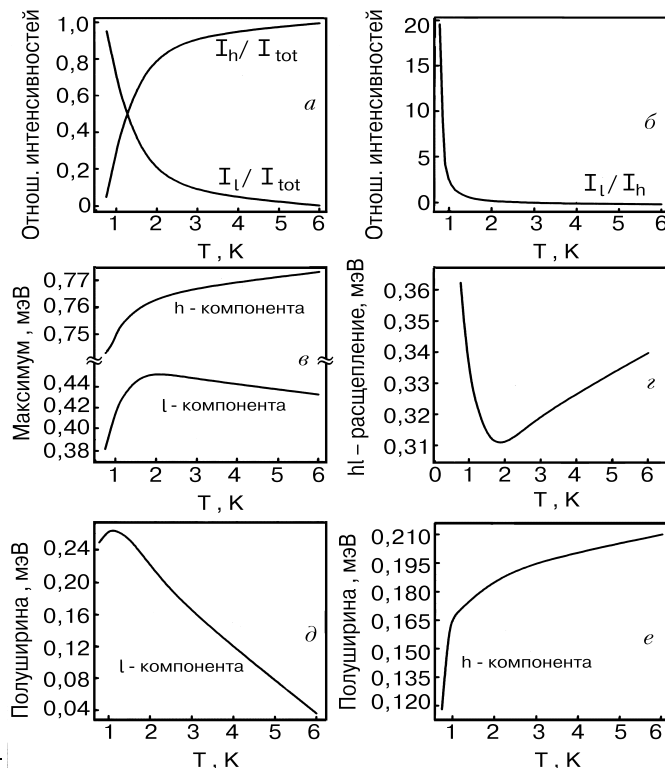 Отнош. интенсивностей
1,0
0,8
0,6
0,4
0,2
0
I_h / I_tot
I_l / I_tot
а
1 2 3 4 5 6
T , K
Отнош. интенсивностей
20
15
10
5
0
б
I_l / I_h
1 2 3 4 5 6
T , K
Максимум , мэВ
0,77
0,76
0,75
≈ ≈
0,44
0,42
0,40
0,38
h - компонента
в
l - компонента
1 2 3 4 5 6
T , K
hl – расщепление, мэВ
0,36
0,35
0,34
0,33
0,32
0,31
г
0 1 2 3 4 5 6
T , K
Полуширина , мэВ
0,24
0,20
0,16
0,12
0,08
0,04
д
l - компонента
1 2 3 4 5 6
T , K
Полуширина , мэВ
0,210
0,195
0,180
0,165
0,150
0,135
0,120
е
h - компонента
1 2 3 4 5 6
T , K